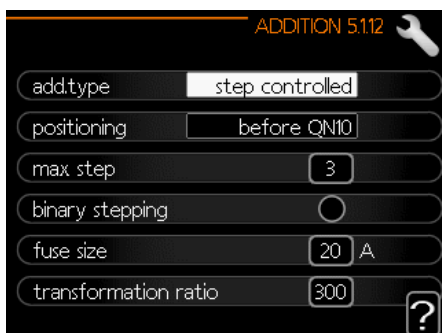 ADDITION 5.1.12
add.type step controlled
positioning before QN10
max step 3
binary stepping
fuse size 20 A
transformation ratio 300
?